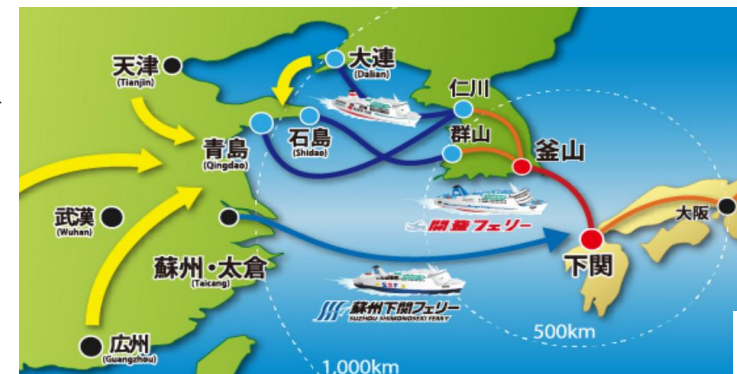 天津
(Tianjin)
大連
(Dalian)
仁川
青島
(Qingdao)
石島
(Shidao)
群山
釜山
武漢
(Wuhan)
関釜フェリー
大阪
蘇州・太倉
(Taicang)
下関
蘇州下関フェリー
SUZHOU SHIMONOSEKI FERRY
広州
(Guangzhou)
500km
1,000km